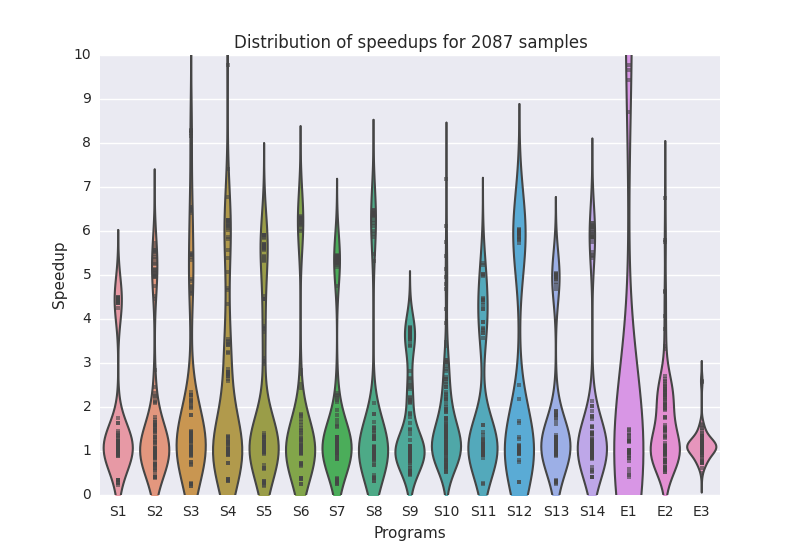 Distribution of speedups for 2087 samples
10
9
8
7
6
5
4
3
2
1
0
Speedup
S1 S2 S3 S4 S5 S6 S7 S8 S9 S10 S11 S12 S13 S14 E1 E2 E3
Programs